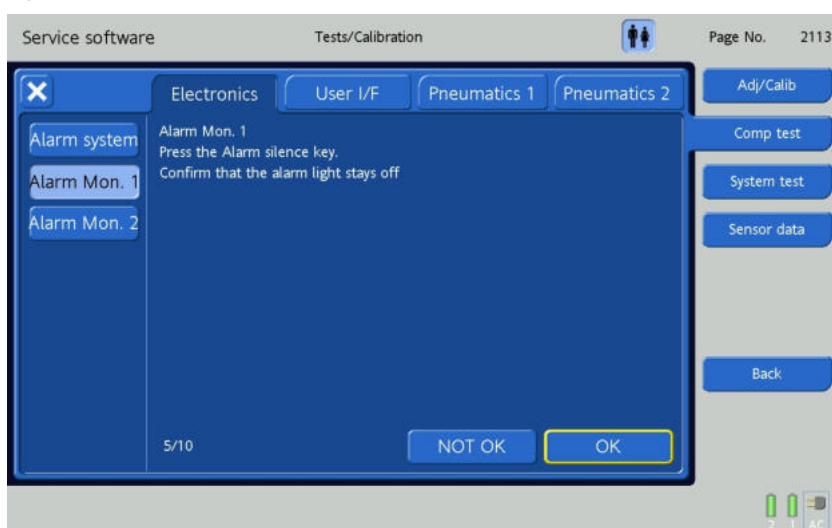 Service software
Tests/Calibration
Page No. 2113
Electronics
User I/F
Pneumatics 1
Pneumatics 2
Adj/Calib
Comp test
System test
Sensor data
Back
Alarm system
Alarm Mon. 1
Alarm Mon. 2
Alarm Mon. 1
Press the Alarm silence key.
Confirm that the alarm light stays off
5/10
NOT OK
OK
2 1 AC